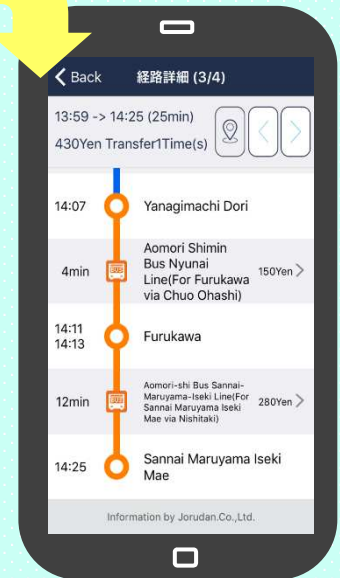 Back 経路詳細 (3/4)
13:59 -> 14:25 (25min)
430Yen Transfer1Time(s)
14:07 Yanagimachi Dori
Aomori Shimin
Bus Nyunai
4min BUS Line(For Furukawa 150Yen
via Chuo Ohashi)
14:11
14:13 Furukawa
Aomori-shi Bus Sannai-
Maruyama-Iseki Line(For
12min BUS Sannai Maruyama Iseki 280Yen
Mae via Nishitaki)
14:25 Sannai Maruyama Iseki
Mae
Information by Jorudan.Co.,Ltd.